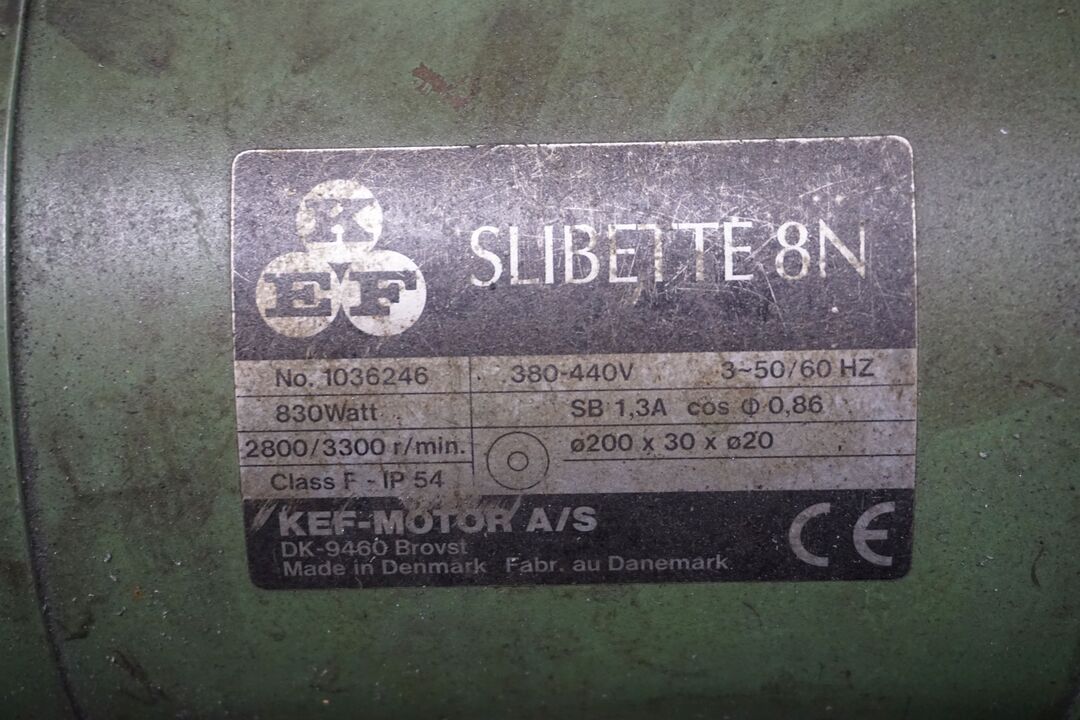 K
E F
SLIBETTE 8N
No. 1036246
380-440V 3~50/60 HZ
830Watt
SB 1,3A cos Φ 0,86
2800/3300 r/min.
ø200 x 30 x ø20
Class F - IP 54
KEF-MOTOR A/S
DK-9460 Brovst
Made in Denmark Fabr. au Danemark
CE